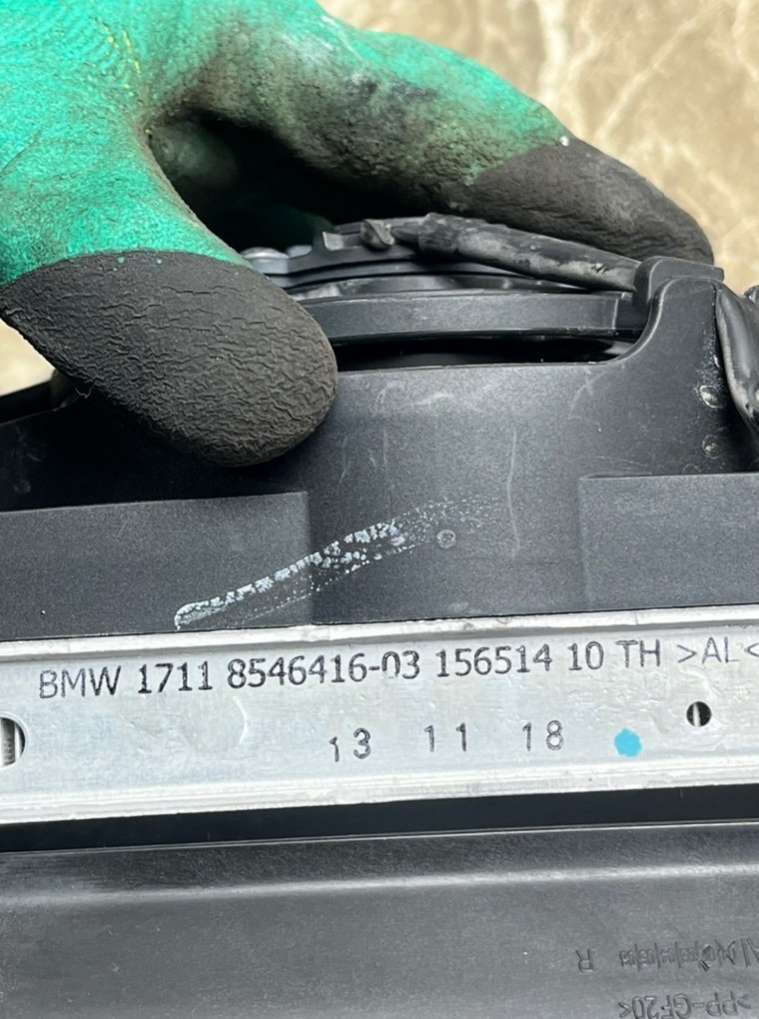 BMW 1711 8546416-03 156514 10 TH >AL<
13 11 18
R
>PP-GF20<